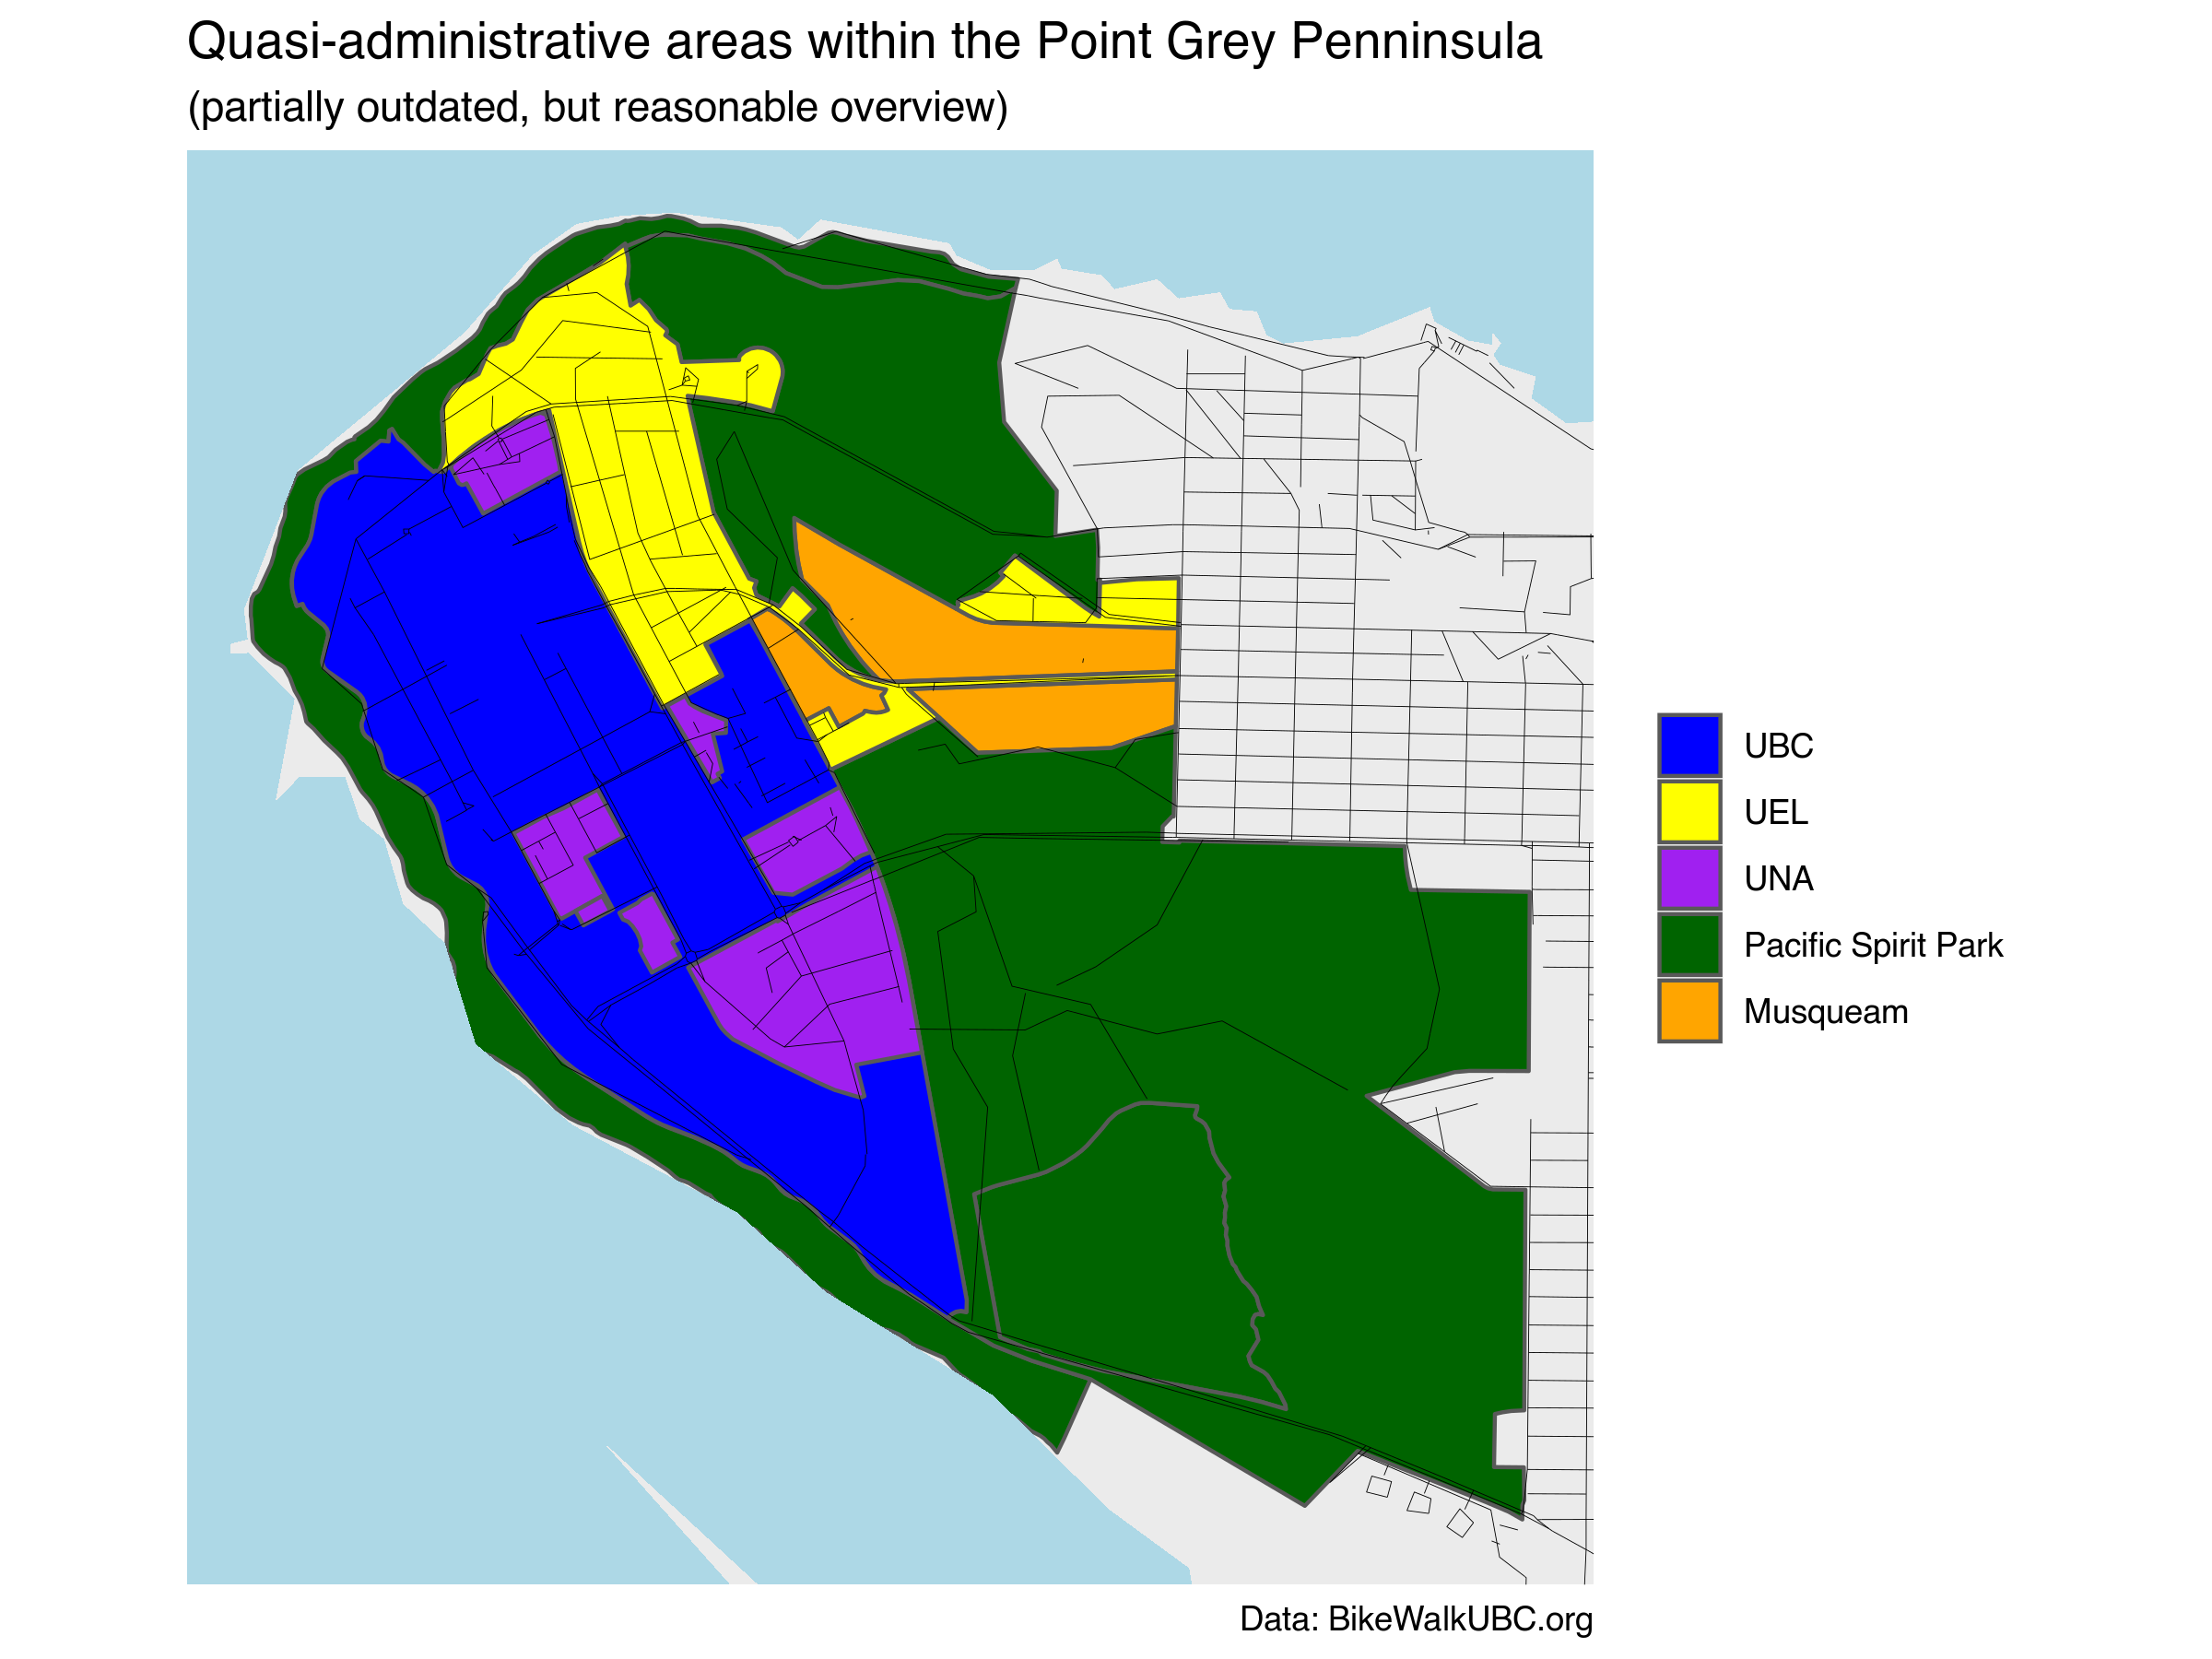 Quasi-administrative areas within the Point Grey Penninsula
(partially outdated, but reasonable overview)
UBC
UEL
UNA
Pacific Spirit Park
Musqueam
Data: BikeWalkUBC.org